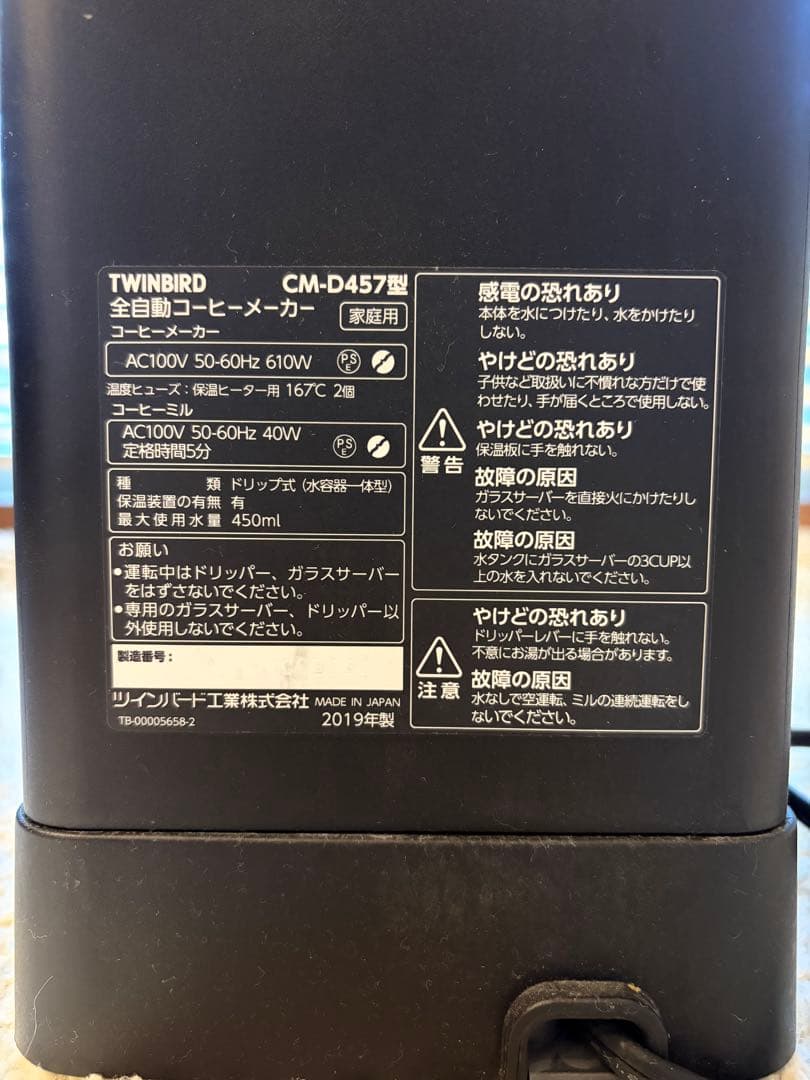 TWINBIRD CM-D457型
全自動コーヒーメーカー 家庭用
コーヒーメーカー
AC100V 50-60Hz 610W PSE
温度ヒューズ:保温ヒーター用 167℃ 2個
コーヒーミル
AC100V 50-60Hz 40W PSE
定格時間5分
種類 ドリップ式(水容器一体型)
保温装置の有無 有
最大使用水量 450ml
お願い
•運転中はドリッパー、ガラスサーバー
をはずさないでください。
•専用のガラスサーバー、ドリッパー以
外使用しないでください。
製造番号:
ツインバード工業株式会社 MADE IN JAPAN
TB-00005658-2 2019年製
警告
感電の恐れあり
本体を水につけたり、水をかけたり
しない。
やけどの恐れあり
子供など取扱いに不慣れな方だけで使
わせたり、手が届くところで使用しない。
やけどの恐れあり
保温板に手を触れない。
故障の原因
ガラスサーバーを直接火にかけたりし
ないでください。
故障の原因
水タンクにガラスサーバーの3CUP以
上の水を入れないでください。
注意
やけどの恐れあり
ドリッパーレバーに手を触れない。
不意にお湯が出る場合があります。
故障の原因
水なしで空運転、ミルの連続運転をし
ないでください。